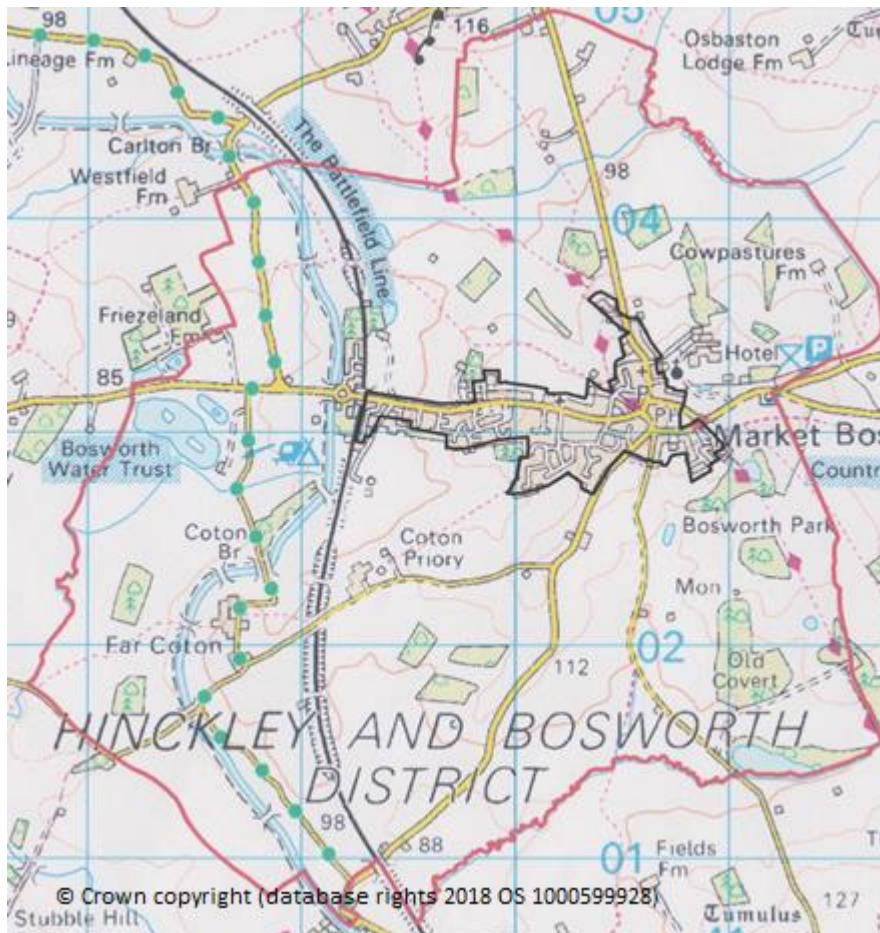 98
116
05
Osbaston
Lodge Fm
Lineage Fm
Carlton Br
Westfield
Fm
The Battlefield Line
98
04
Cowpastures
Fm
Friezeland
Fm
Hotel
P
85
PH
Bosworth
Water Trust
Market Bos
Countr
Coton
Br
Coton
Priory
Bosworth Park
Mon
Far Coton
02
112
Old
Covert
HINCKLEY AND BOSWORTH
DISTRICT
98
88
01
Fields
Fm
© Crown copyright (database rights 2018 OS 1000599928)
127
Stubble Hill
Tumulus